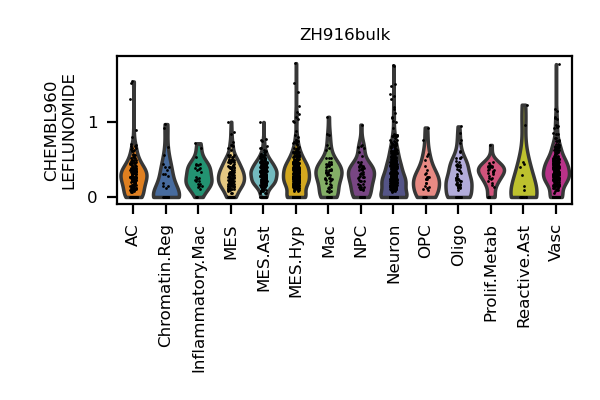 ZH916bulk
CHEMBL960
LEFLUNOMIDE
1
0
AC
Chromatin.Reg
Inflammatory.Mac
MES
MES.Ast
MES.Hyp
Mac
NPC
Neuron
OPC
Oligo
Prolif.Metab
Reactive.Ast
Vasc